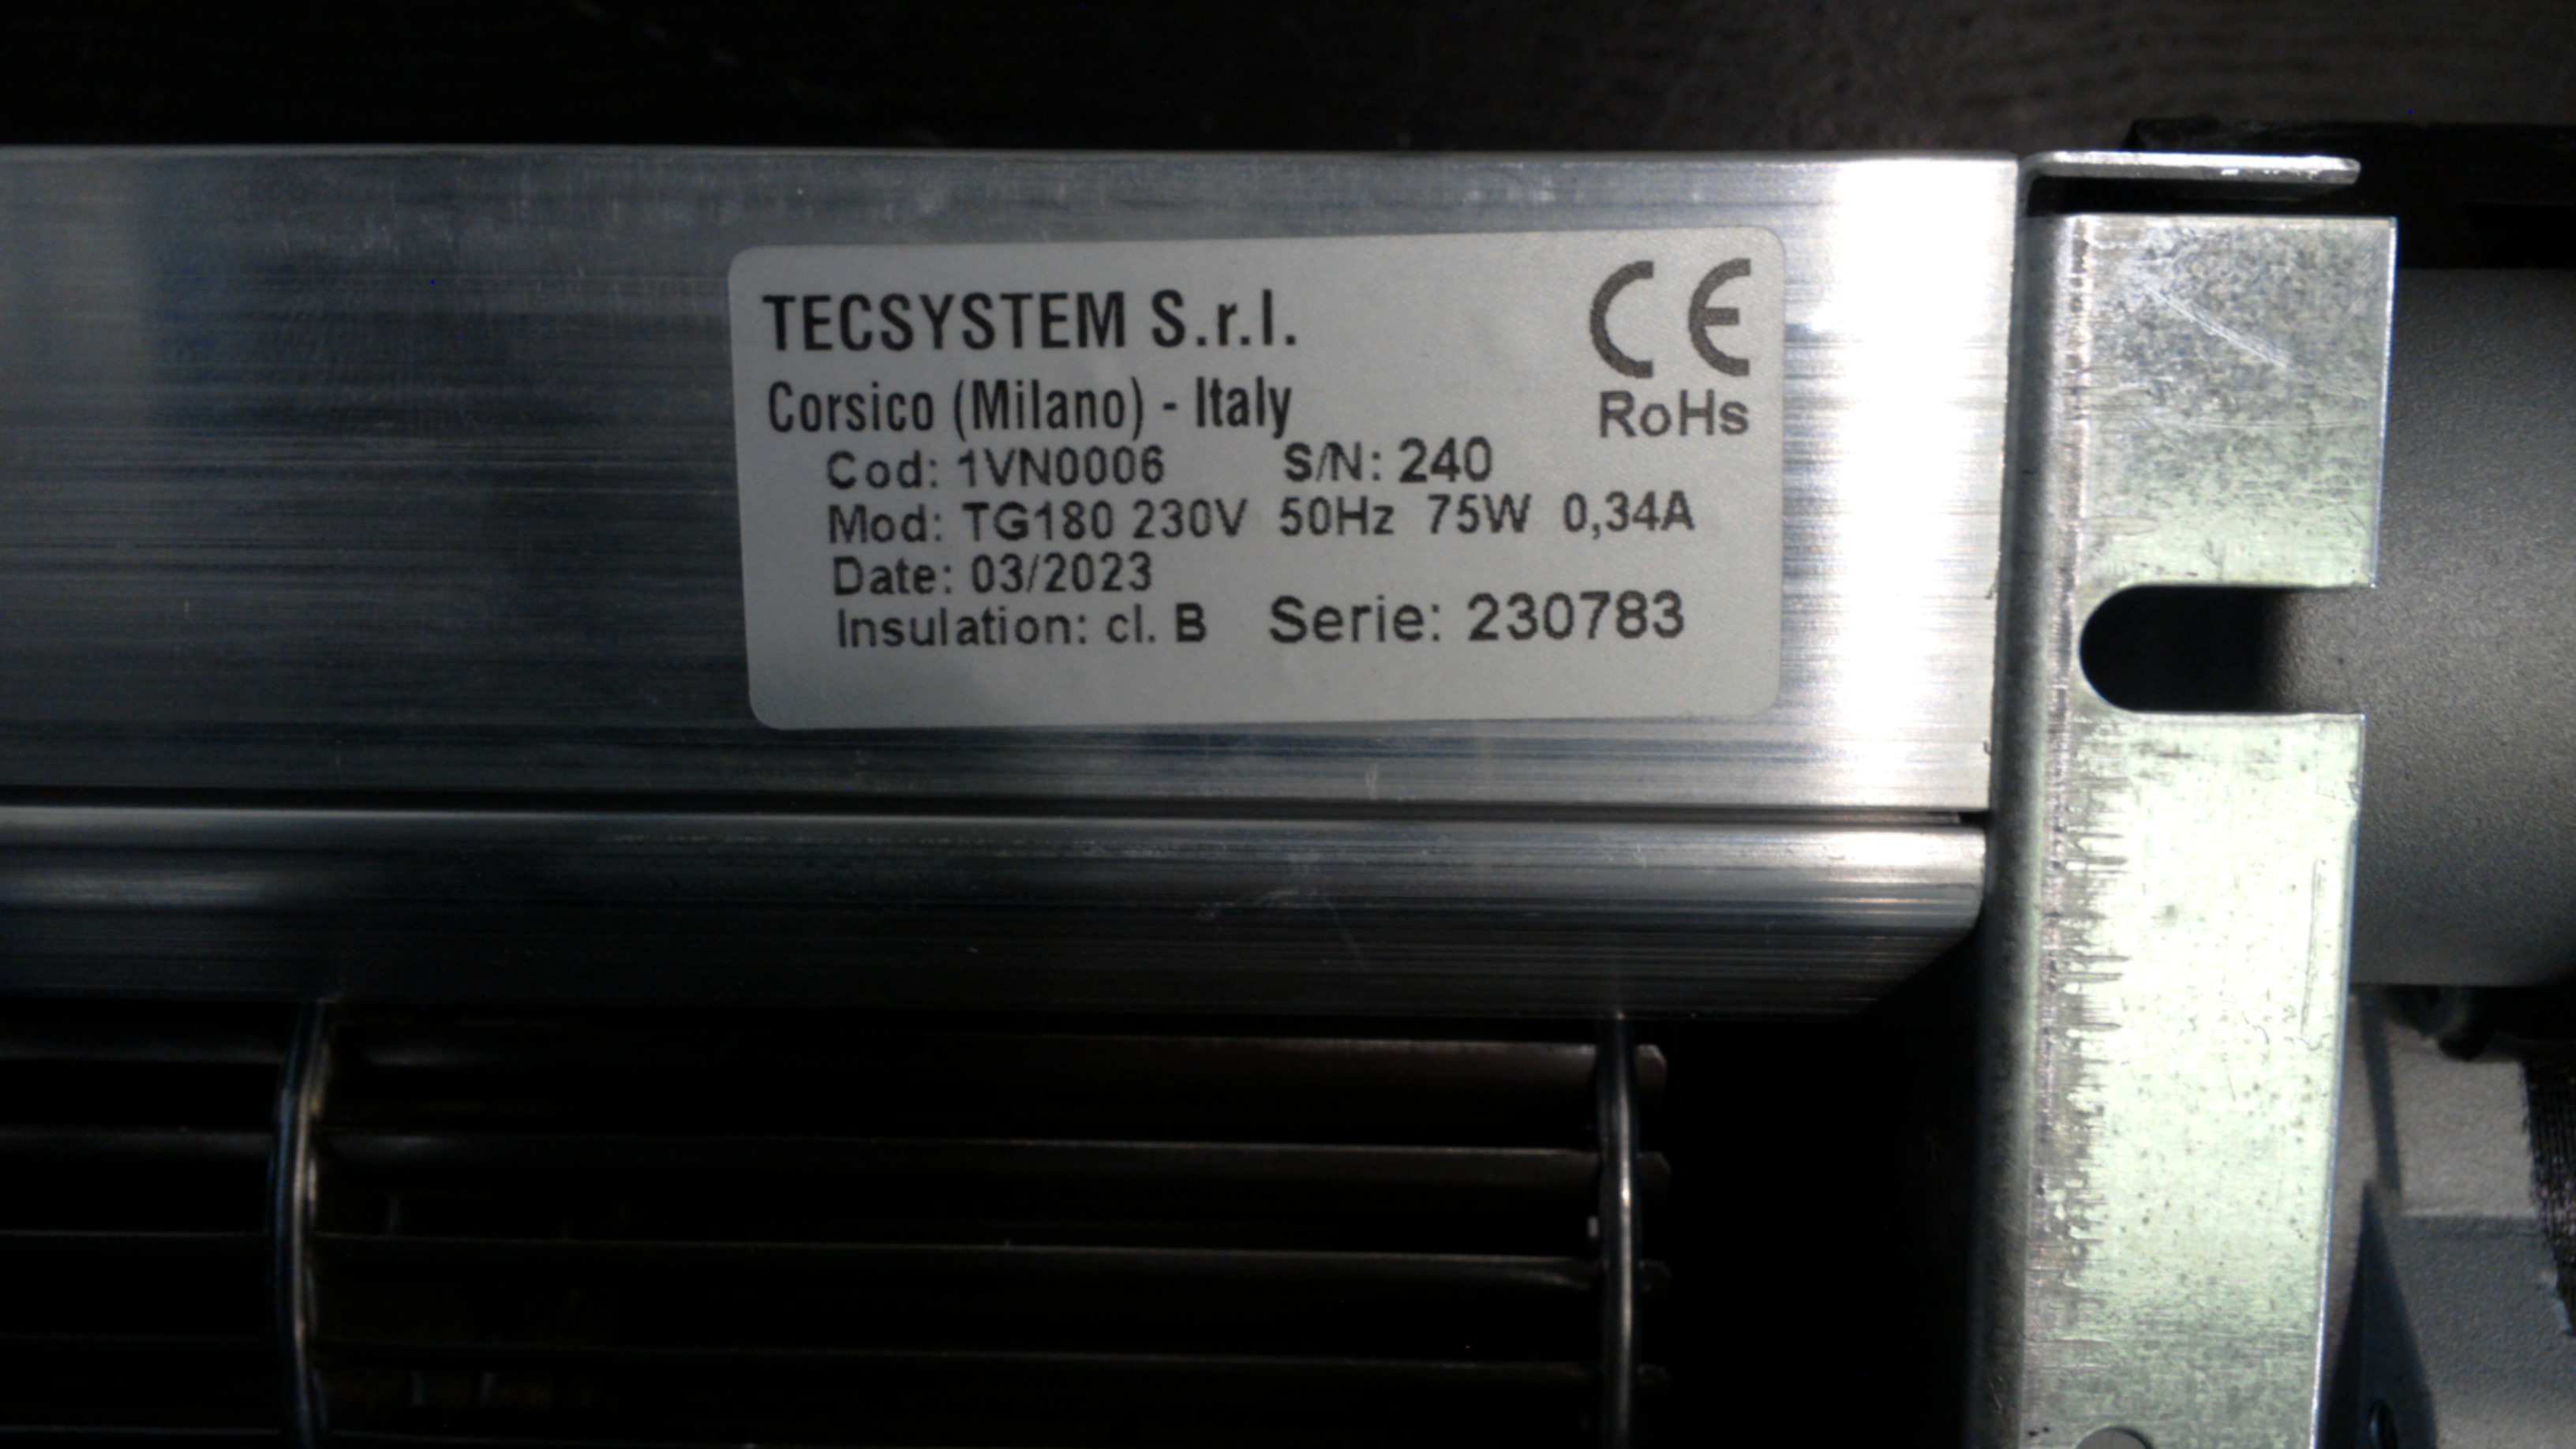 TECSYSTEM S.r.l.
CE
Corsico (Milano) - Italy
RoHs
Cod: 1VN0006 S/N: 240
Mod: TG180 230V 50Hz 75W 0,34A
Date: 03/2023
Insulation: cl. B Serie: 230783